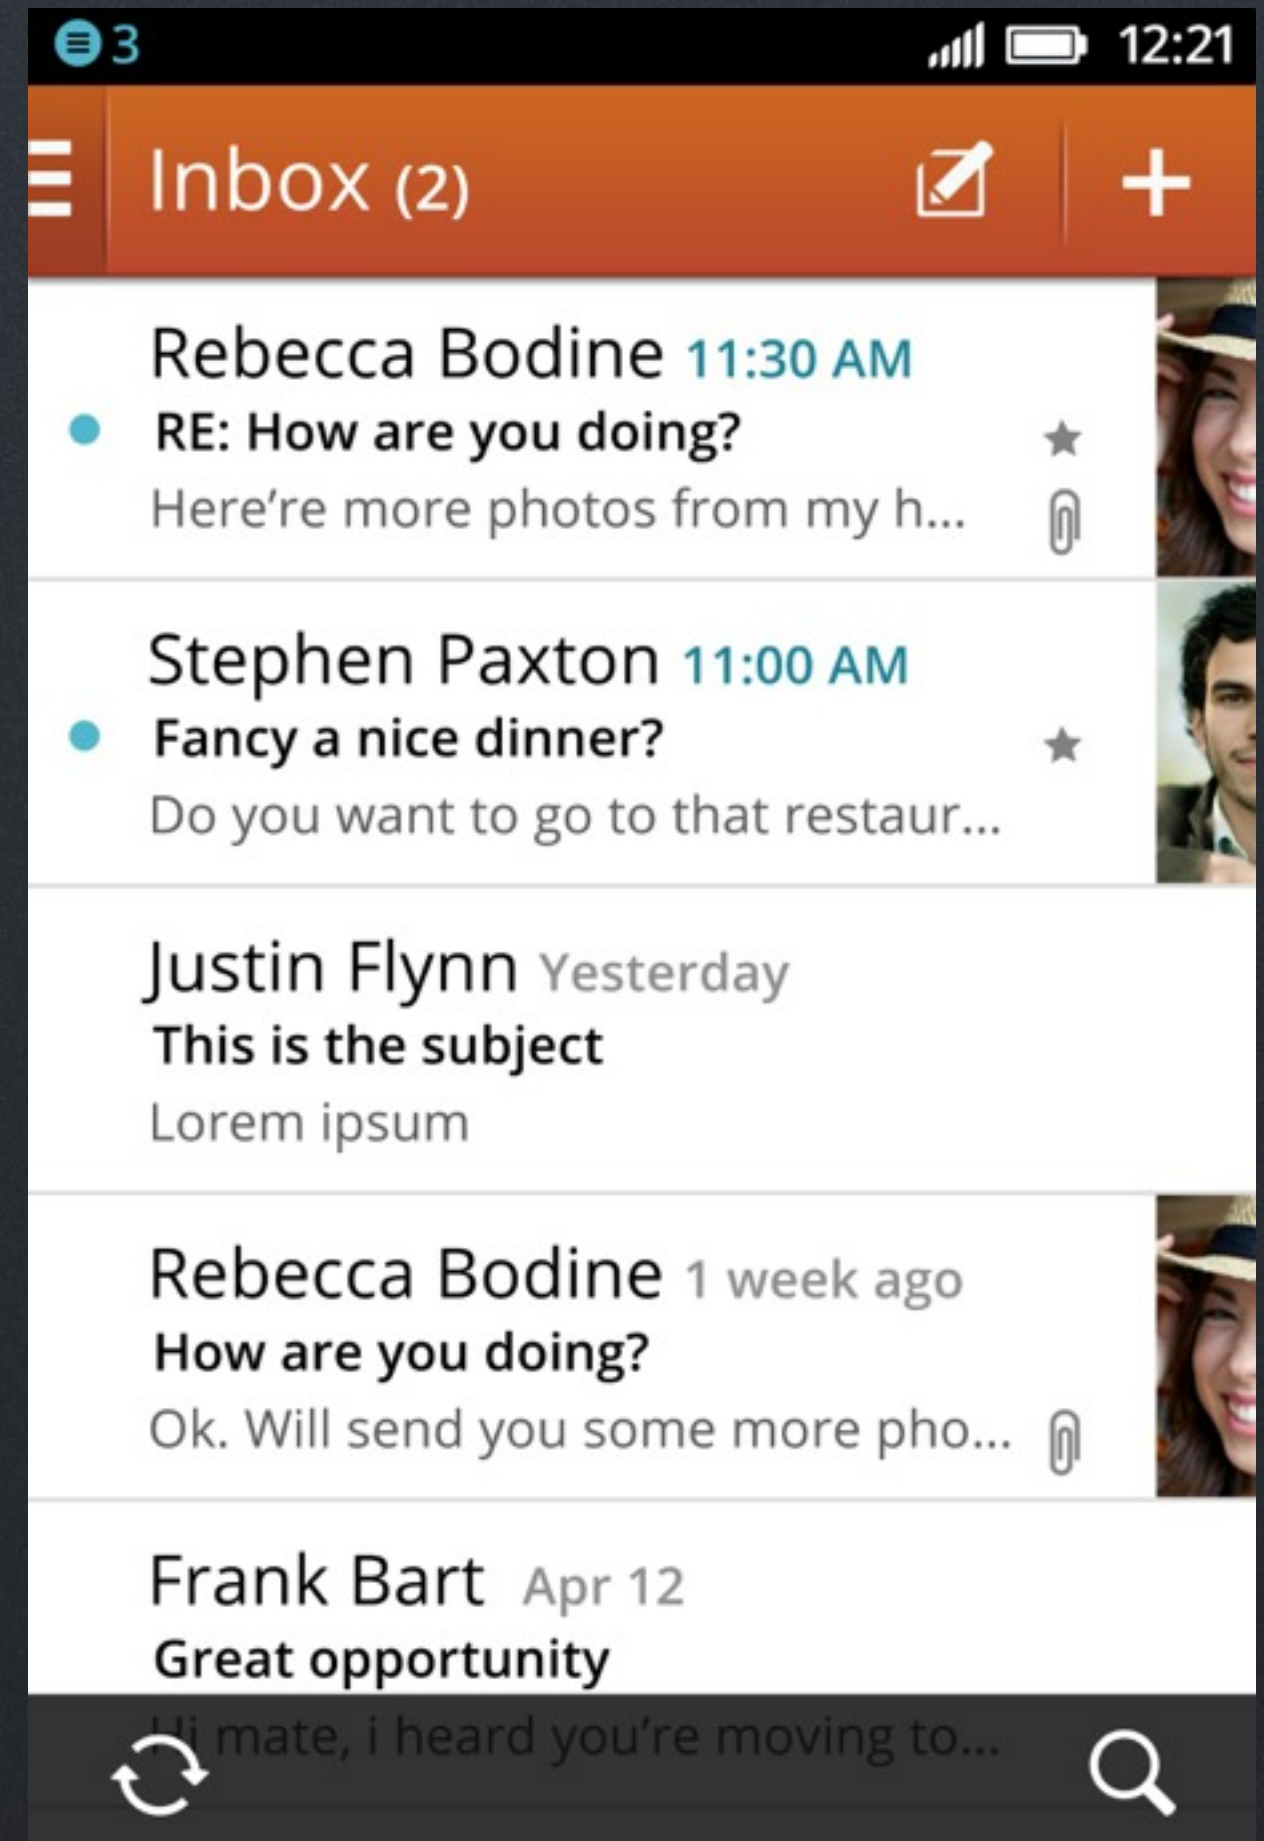 3 12:21
Inbox (2)
Rebecca Bodine 11:30 AM
RE: How are you doing?
Here’re more photos from my h...
Stephen Paxton 11:00 AM
Fancy a nice dinner?
Do you want to go to that restaur...
Justin Flynn Yesterday
This is the subject
Lorem ipsum
Rebecca Bodine 1 week ago
How are you doing?
Ok. Will send you some more pho...
Frank Bart Apr 12
Great opportunity
Hi mate, i heard you’re moving to...